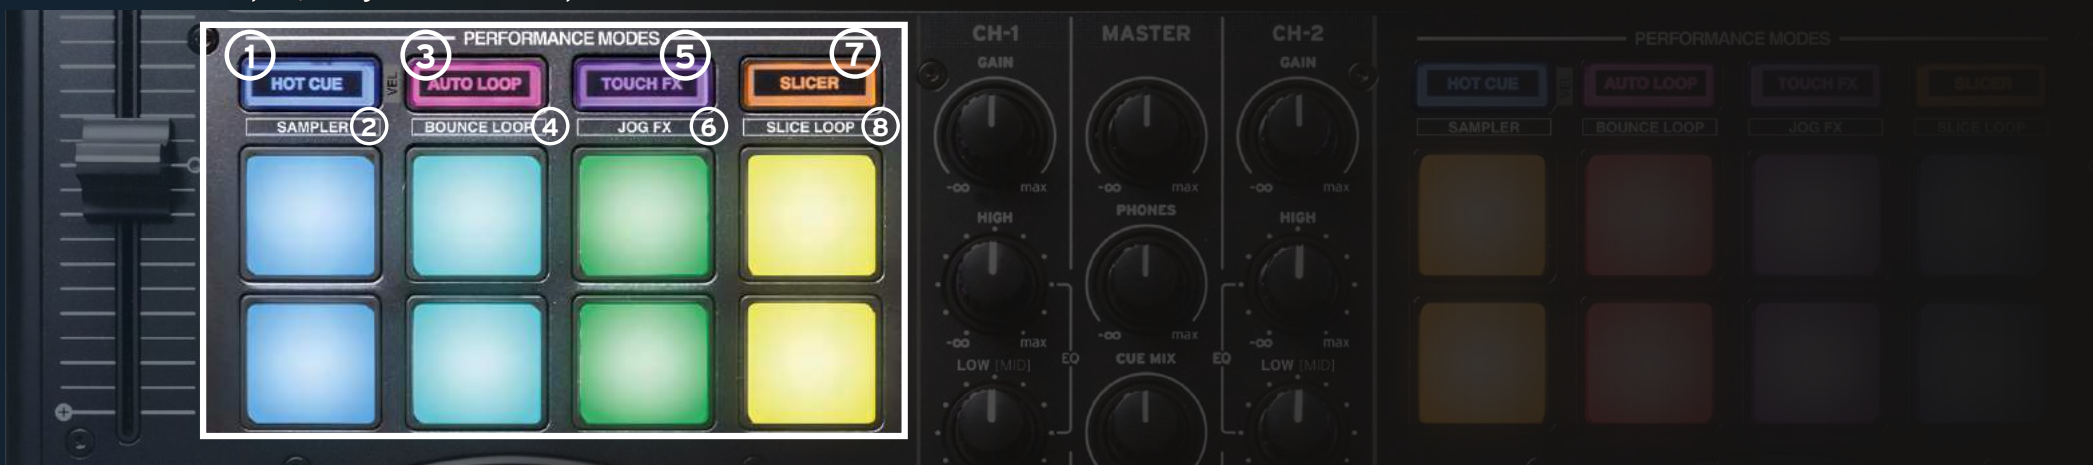 PERFORMANCE MODES
1 3 5 7
HOT CUE VEL AUTO LOOP TOUCH FX SLICER
SAMPLER 2 BOUNCE LOOP 4 JOG FX 6 SLICE LOOP 8
CH-1 MASTER CH-2
GAIN GAIN
-∞ max -∞ max -∞ max
HIGH PHONES HIGH
-∞ max -∞ max -∞ max
LOW [MID] EQ CUE MIX EQ LOW [MID]
PERFORMANCE MODES
HOT CUE VEL AUTO LOOP TOUCH FX SLICER
SAMPLER BOUNCE LOOP JOG FX SLICE LOOP